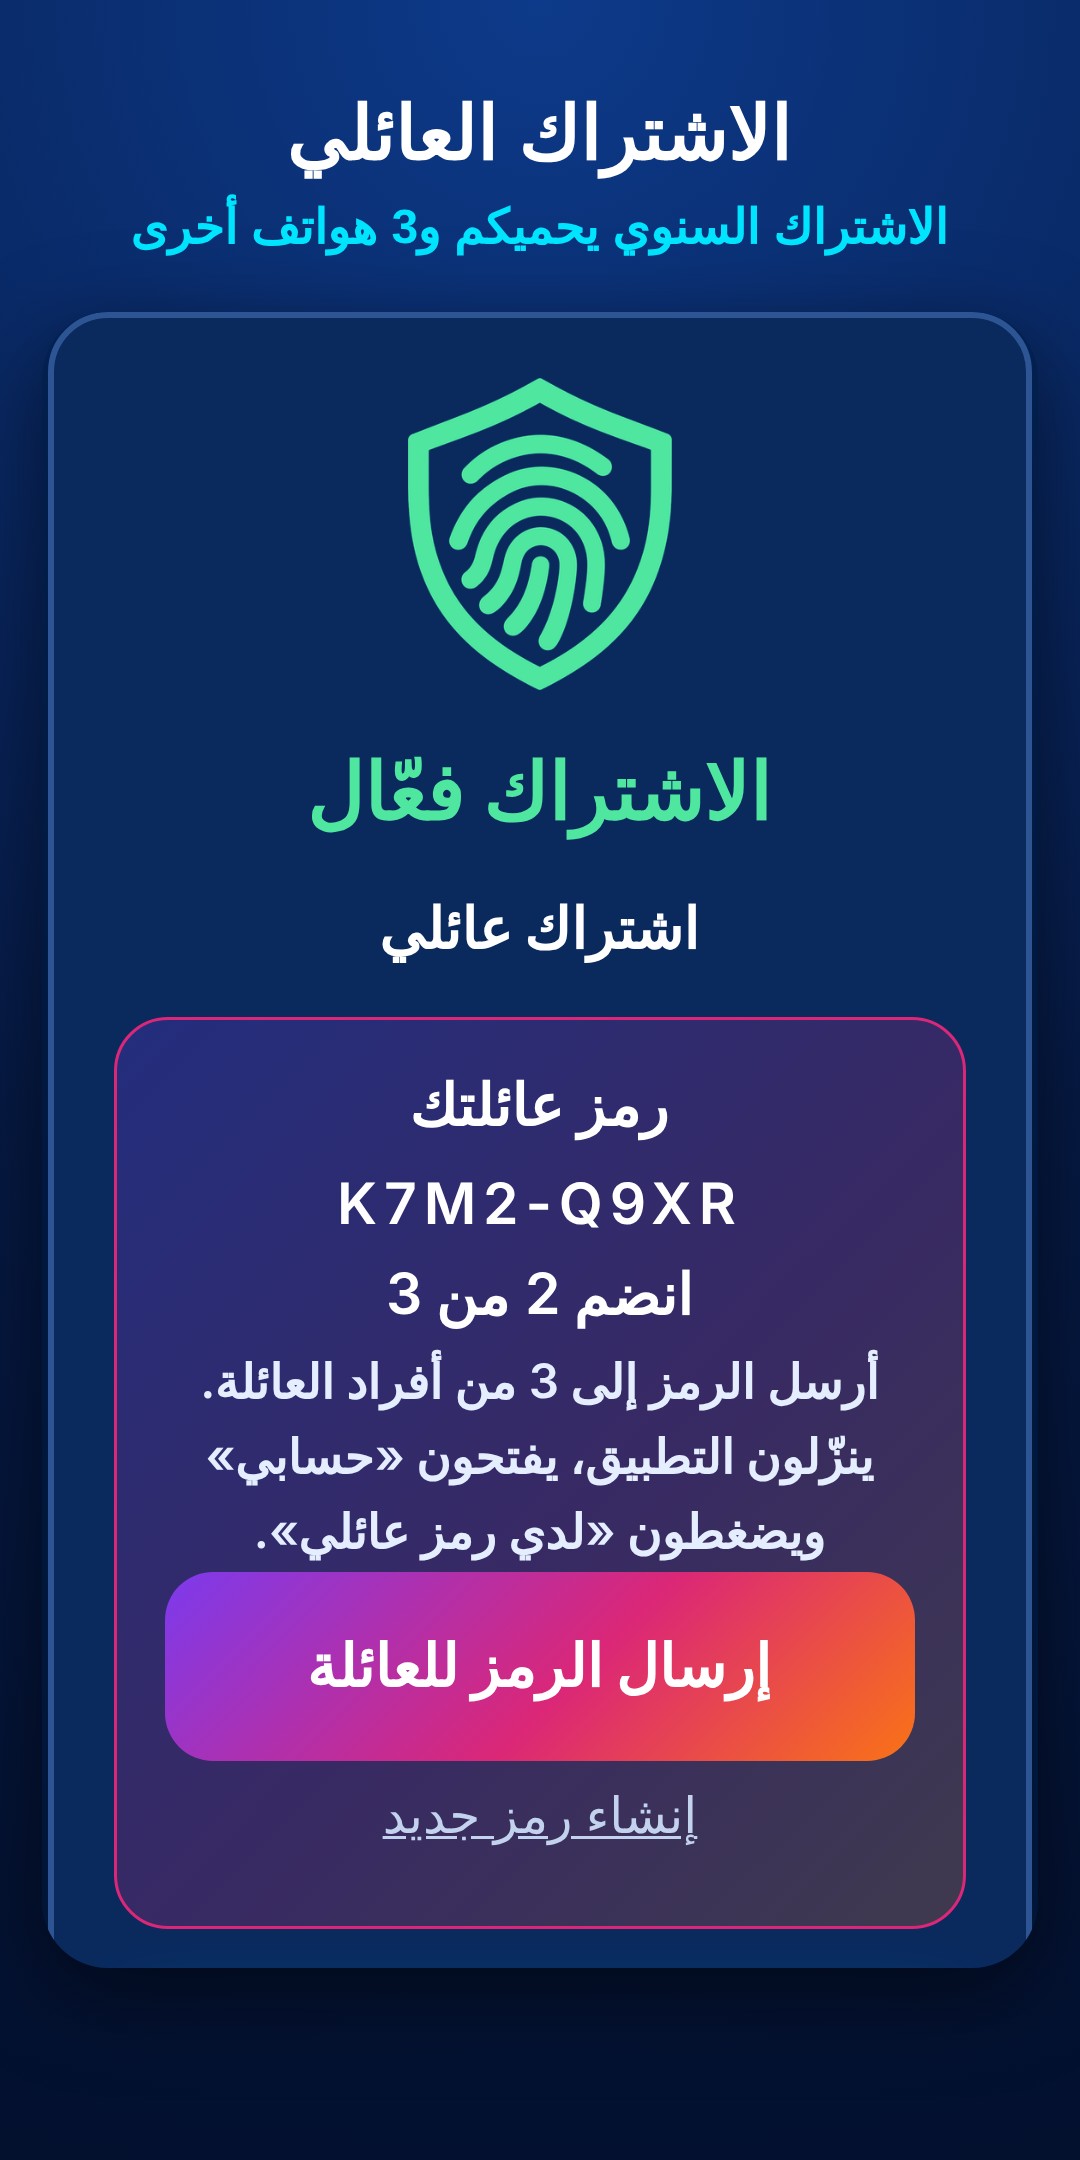 الاشتراك العائلي
الاشتراك السنوي يحميكم و3 هواتف أخرى
الاشتراك فعّال
اشتراك عائلي
رمز عائلتك
K7M2-Q9XR
انضم 2 من 3
أرسل الرمز إلى 3 من أفراد العائلة.
ينزّلون التطبيق، يفتحون «حسابي»
ويضغطون «لدي رمز عائلي».
إرسال الرمز للعائلة
إنشاء رمز جديد